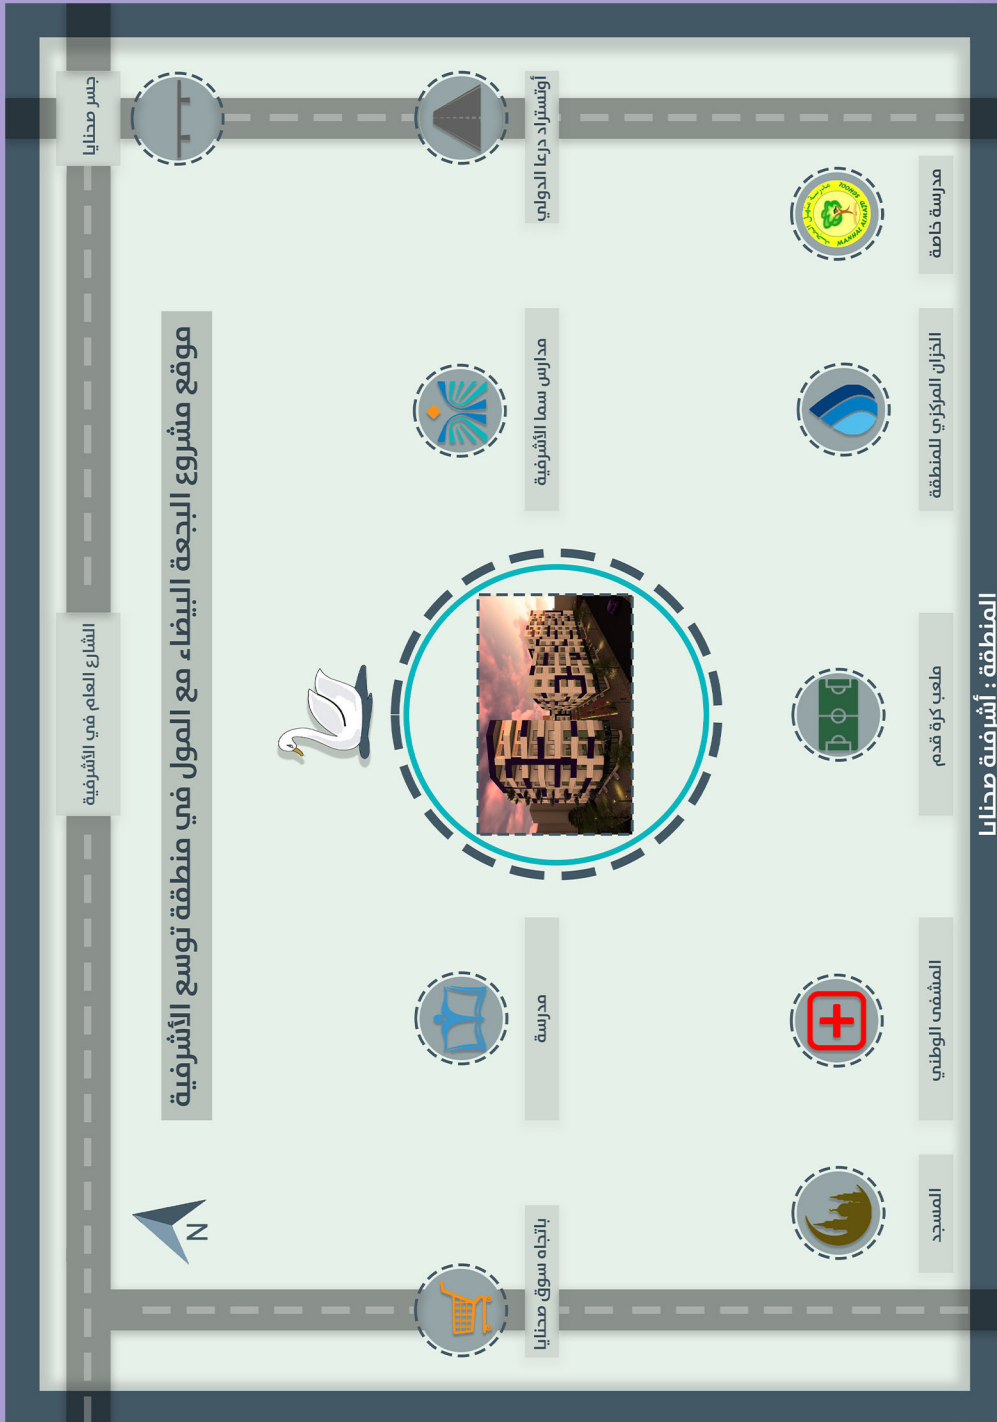 جسر صحنايا
الشارع العام في الأشرفية
موقع مشروع البجعة البيضاء مع المول في منطقة توسع الأشرفية
N
أوتستراد درعا الدولي
مدارس سما الأشرفية
مدرسة
باتجاه سوق صحنايا
مدرسة خاصة
الخزان المركزي للمنطقة
ملعب كرة قدم
المشفى الوطني
المسجد
المنطقة : أشرفية صحنايا